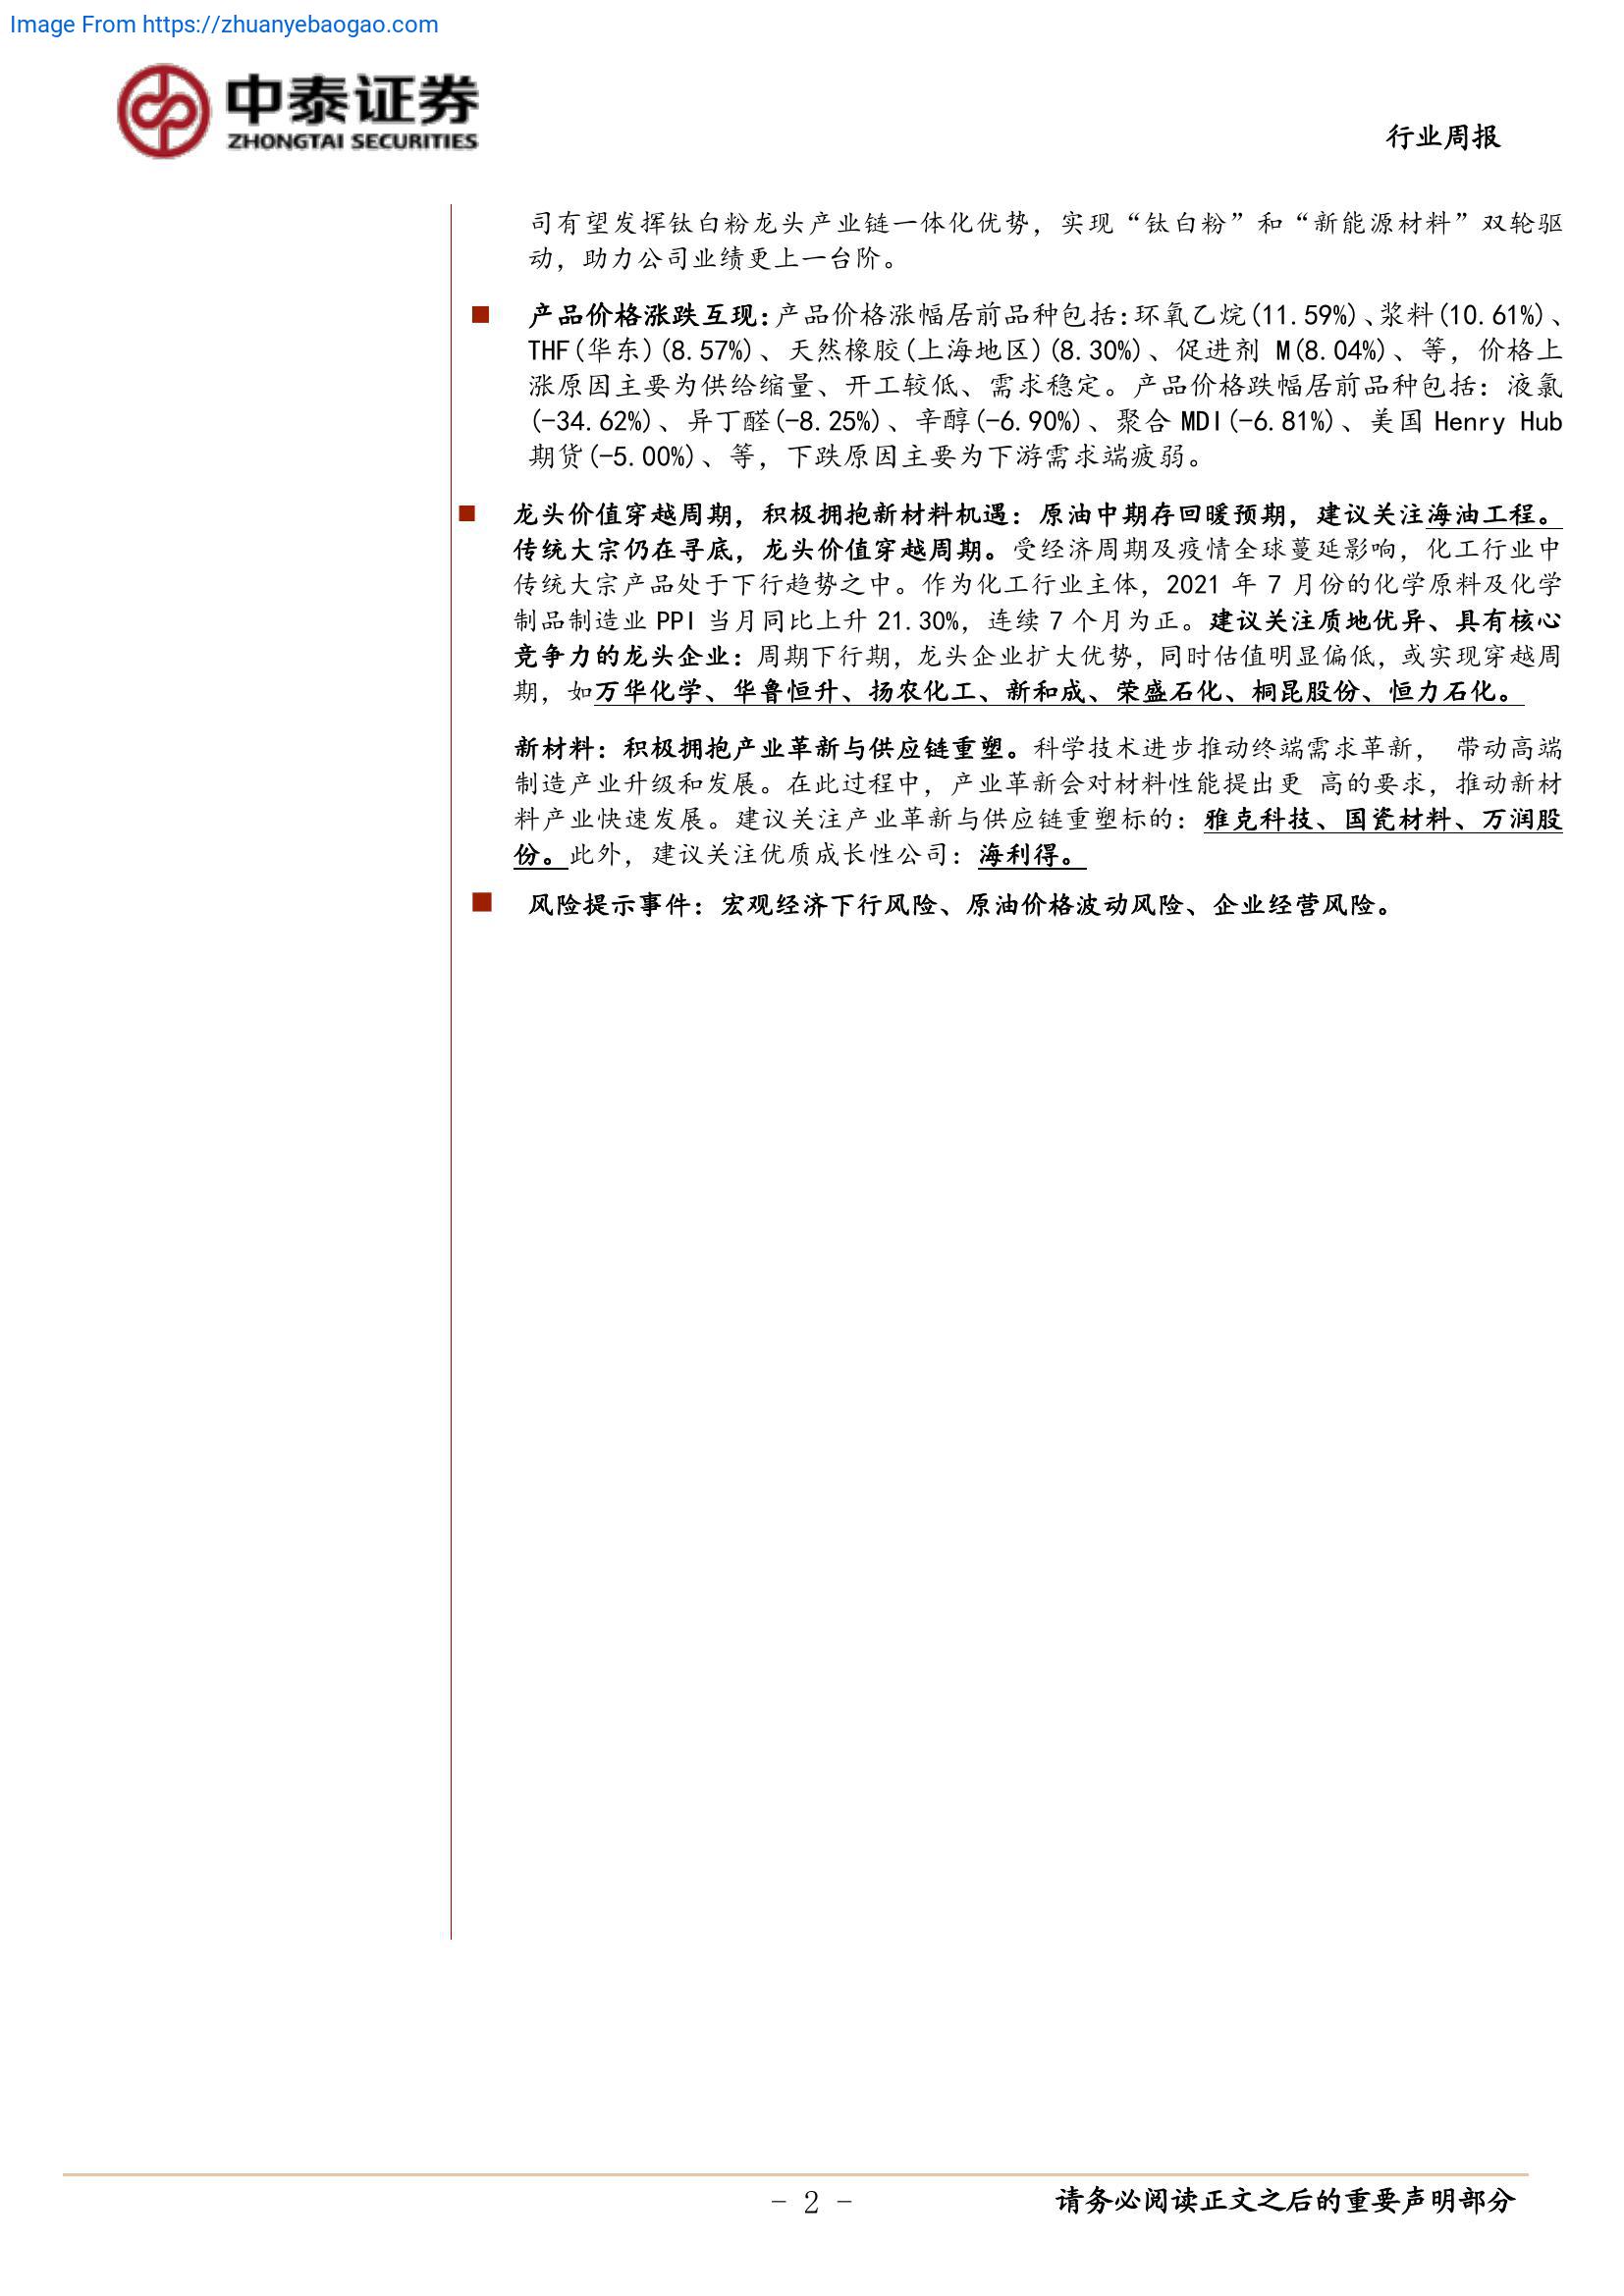 Image From https://zhuanyebaogao.com
中泰证券
ZHONGTAI SECURITIES
行业周报
司有望发挥钛白粉龙头产业链一体化优势，实现“钛白粉”和“新能源材料”双轮驱
动，助力公司业绩更上一台阶。
■ 产品价格涨跌互现：产品价格涨幅居前品种包括：环氧乙烷(11.59%)、浆料(10.61%)、
THF(华东)(8.57%)、天然橡胶(上海地区)(8.30%)、促进剂 M(8.04%)、等，价格上
涨原因主要为供给缩量、开工较低、需求稳定。产品价格跌幅居前品种包括：液氯
(-34.62%)、异丁醛(-8.25%)、辛醇(-6.90%)、聚合 MDI(-6.81%)、美国 Henry Hub
期货(-5.00%)、等，下跌原因主要为下游需求端疲弱。
■ 龙头价值穿越周期，积极拥抱新材料机遇：原油中期存回暖预期，建议关注海油工程。
传统大宗仍在寻底，龙头价值穿越周期。受经济周期及疫情全球蔓延影响，化工行业中
传统大宗产品处于下行趋势之中。作为化工行业主体，2021 年 7 月份的化学原料及化学
制品制造业 PPI 当月同比上升 21.30%，连续 7 个月为正。建议关注质地优异、具有核心
竞争力的龙头企业：周期下行期，龙头企业扩大优势，同时估值明显偏低，或实现穿越周
期，如万华化学、华鲁恒升、扬农化工、新和成、荣盛石化、桐昆股份、恒力石化。
新材料：积极拥抱产业革新与供应链重塑。科学技术进步推动终端需求革新， 带动高端
制造产业升级和发展。在此过程中，产业革新会对材料性能提出更 高的要求，推动新材
料产业快速发展。建议关注产业革新与供应链重塑标的：雅克科技、国瓷材料、万润股
份。此外，建议关注优质成长性公司：海利得。
■ 风险提示事件：宏观经济下行风险、原油价格波动风险、企业经营风险。
- 2 -
请务必阅读正文之后的重要声明部分